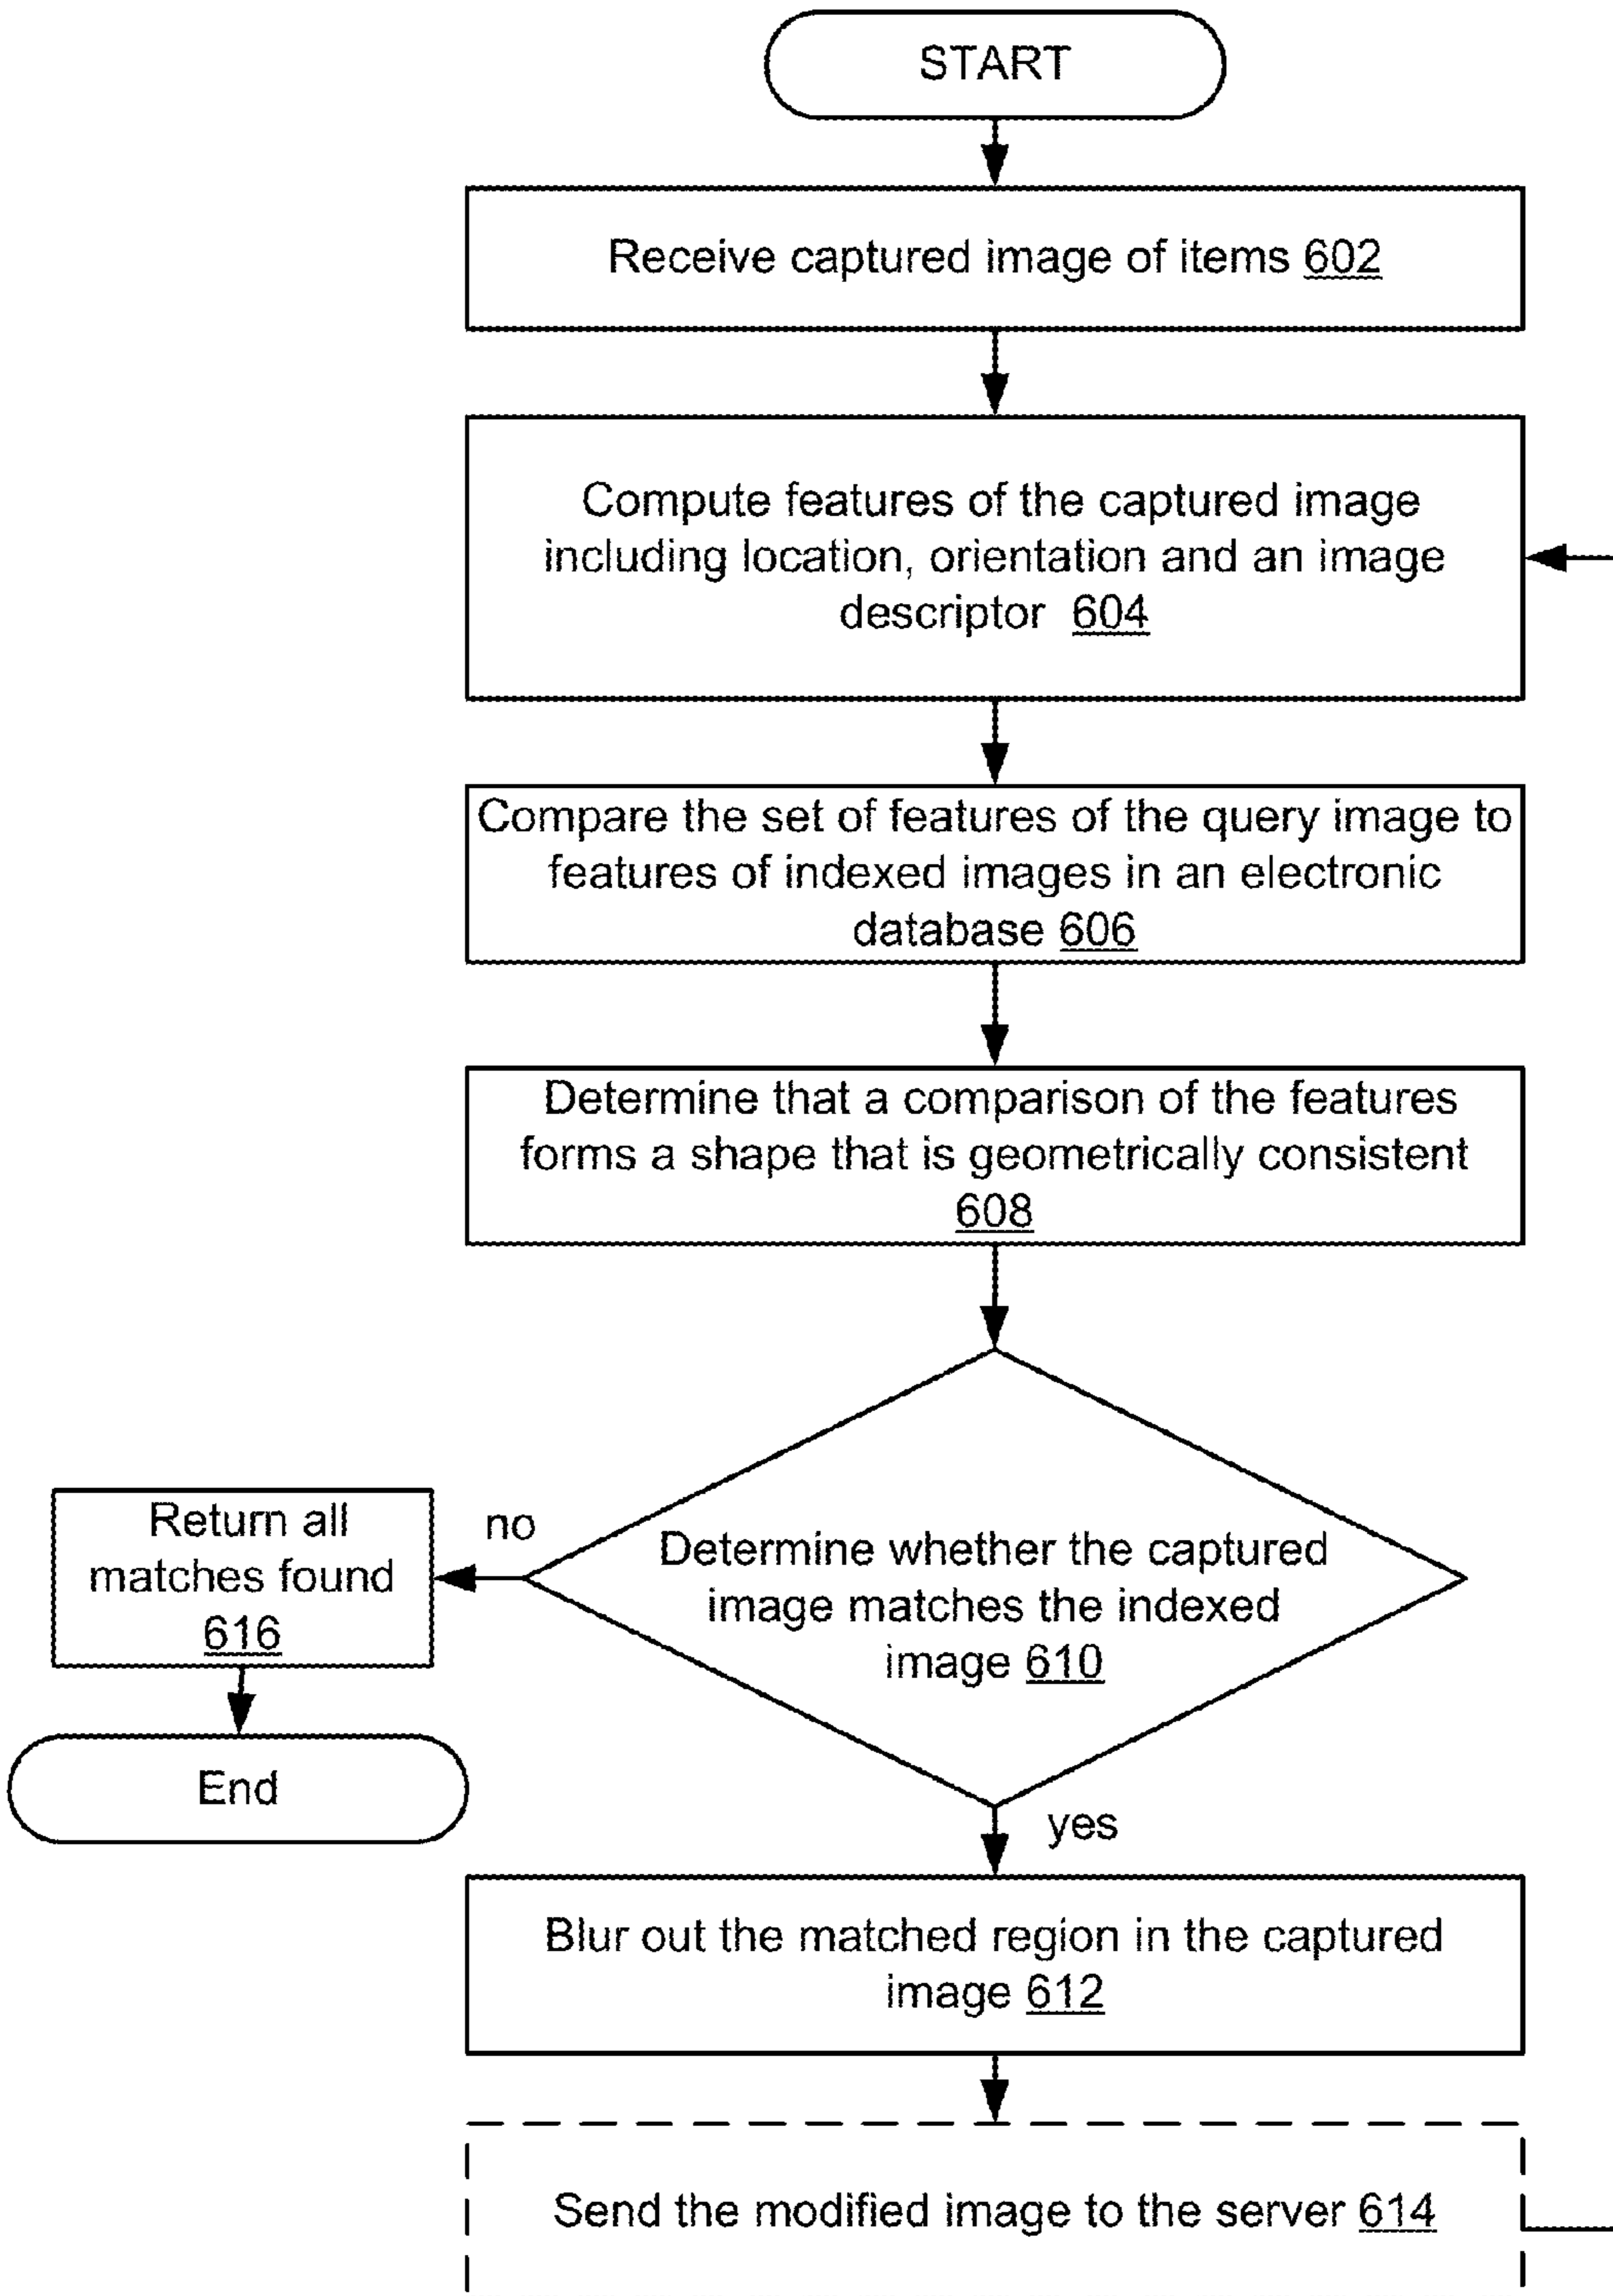 START
Receive captured image of items 602
Compute features of the captured image
including location, orientation and an image
descriptor 604
Compare the set of features of the query image to
features of indexed images in an electronic
database 606
Determine that a comparison of the features
forms a shape that is geometrically consistent
608
Determine whether the captured
image matches the indexed
image 610
no
Return all
matches found
616
End
yes
Blur out the matched region in the captured
image 612
Send the modified image to the server 614